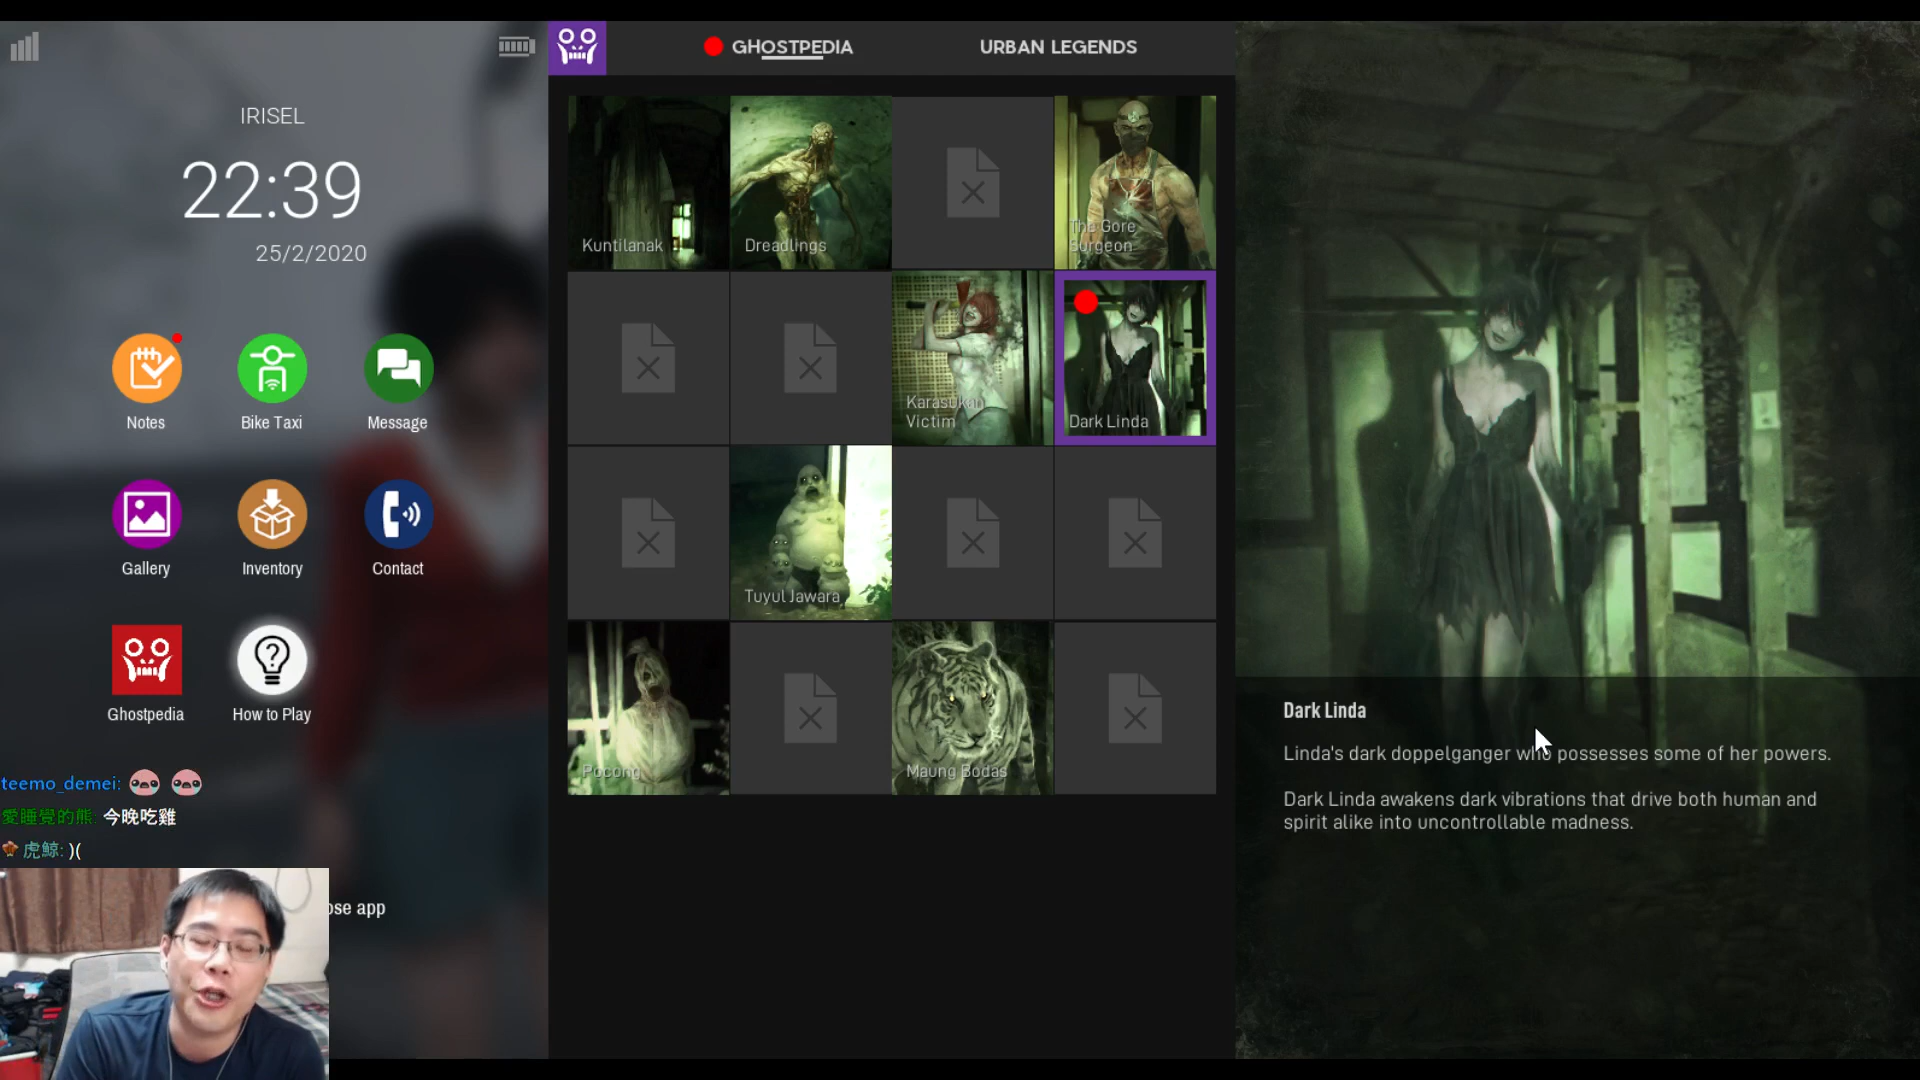 IRISEL
22:39
25/2/2020
Notes
Bike Taxi
Message
Gallery
Inventory
Contact
Ghostpedia
How to Play
teemo_demei:
愛睡覺的熊: 今晚吃雞
虎鯨: )(
ose app
GHOSTPEDIA
URBAN LEGENDS
Kuntilanak
Dreadlings
The Gore
Surgeon
Karasukan
Victim
Dark Linda
Tuyul Jawara
Pocong
Maung Bodas
Dark Linda
Linda's dark doppelganger who possesses some of her powers.
Dark Linda awakens dark vibrations that drive both human and
spirit alike into uncontrollable madness.